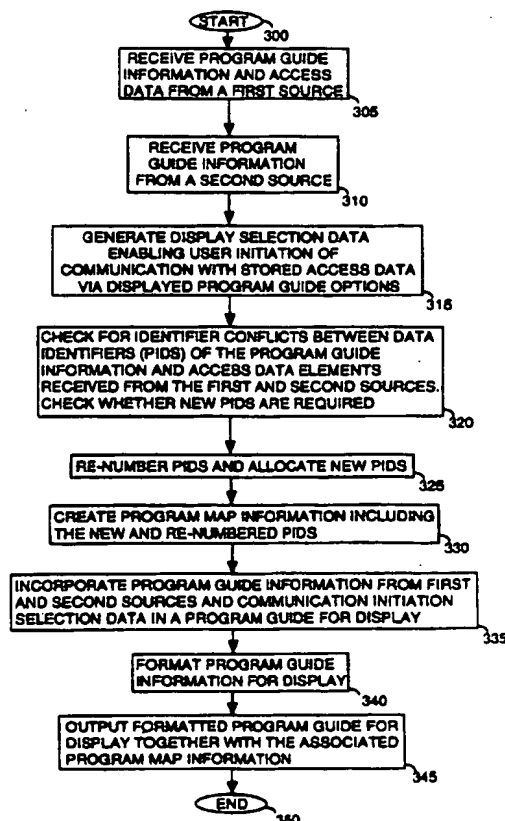 START
300
RECEIVE PROGRAM GUIDE
INFORMATION AND ACCESS
DATA FROM A FIRST SOURCE
305
RECEIVE PROGRAM
GUIDE INFORMATION
FROM A SECOND SOURCE
310
GENERATE DISPLAY SELECTION DATA
ENABLING USER INITIATION OF
COMMUNICATION WITH STORED ACCESS DATA
VIA DISPLAYED PROGRAM GUIDE OPTIONS
315
CHECK FOR IDENTIFIER CONFLICTS BETWEEN DATA
IDENTIFIERS (PIDS) OF THE PROGRAM GUIDE
INFORMATION AND ACCESS DATA ELEMENTS
RECEIVED FROM THE FIRST AND SECOND SOURCES.
CHECK WHETHER NEW PIDS ARE REQUIRED
320
RE-NUMBER PIDS AND ALLOCATE NEW PIDS
325
CREATE PROGRAM MAP INFORMATION INCLUDING
THE NEW AND RE-NUMBERED PIDS
330
INCORPORATE PROGRAM GUIDE INFORMATION FROM FIRST
AND SECOND SOURCES AND COMMUNICATION INITIATION
SELECTION DATA IN A PROGRAM GUIDE FOR DISPLAY
335
FORMAT PROGRAM GUIDE
INFORMATION FOR DISPLAY
340
OUTPUT FORMATTED PROGRAM GUIDE FOR
DISPLAY TOGETHER WITH THE ASSOCIATED
PROGRAM MAP INFORMATION
345
END
350